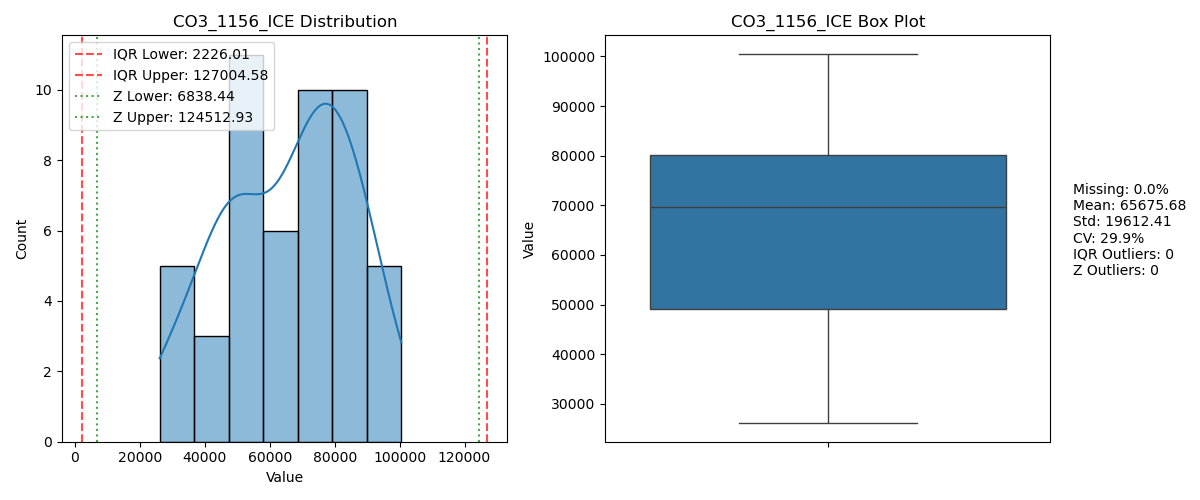 CO3_1156_ICE Distribution
IQR Lower: 2226.01
IQR Upper: 127004.58
Z Lower: 6838.44
Z Upper: 124512.93
Count
10
8
6
4
2
0
0 20000 40000 60000 80000 100000 120000
Value
CO3_1156_ICE Box Plot
Value
100000
90000
80000
70000
60000
50000
40000
30000
Missing: 0.0%
Mean: 65675.68
Std: 19612.41
CV: 29.9%
IQR Outliers: 0
Z Outliers: 0